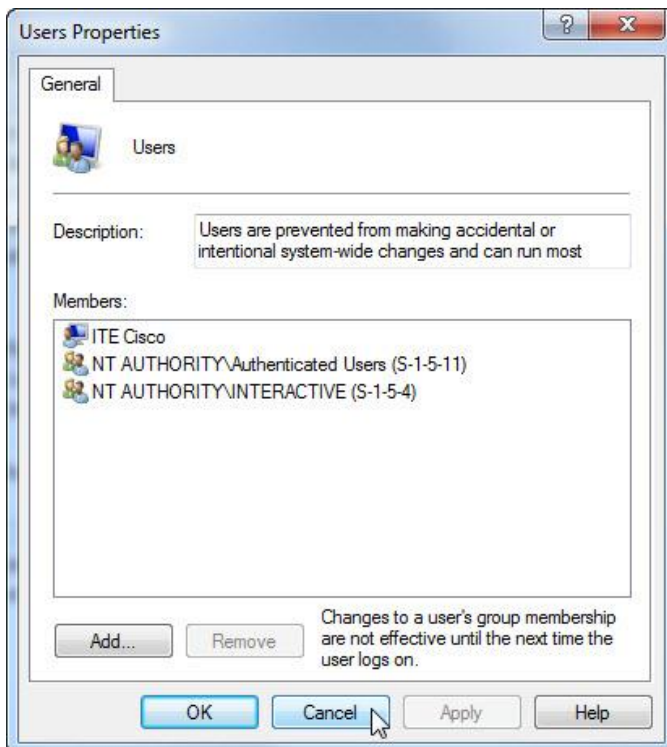 Users Properties
General
Users
Description:
Users are prevented from making accidental or
intentional system-wide changes and can run most
Members:
ITE Cisco
NT AUTHORITY\Authenticated Users (S-1-5-11)
NT AUTHORITY\INTERACTIVE (S-1-5-4)
Add...
Remove
Changes to a user's group membership
are not effective until the next time the
user logs on.
OK
Cancel
Apply
Help